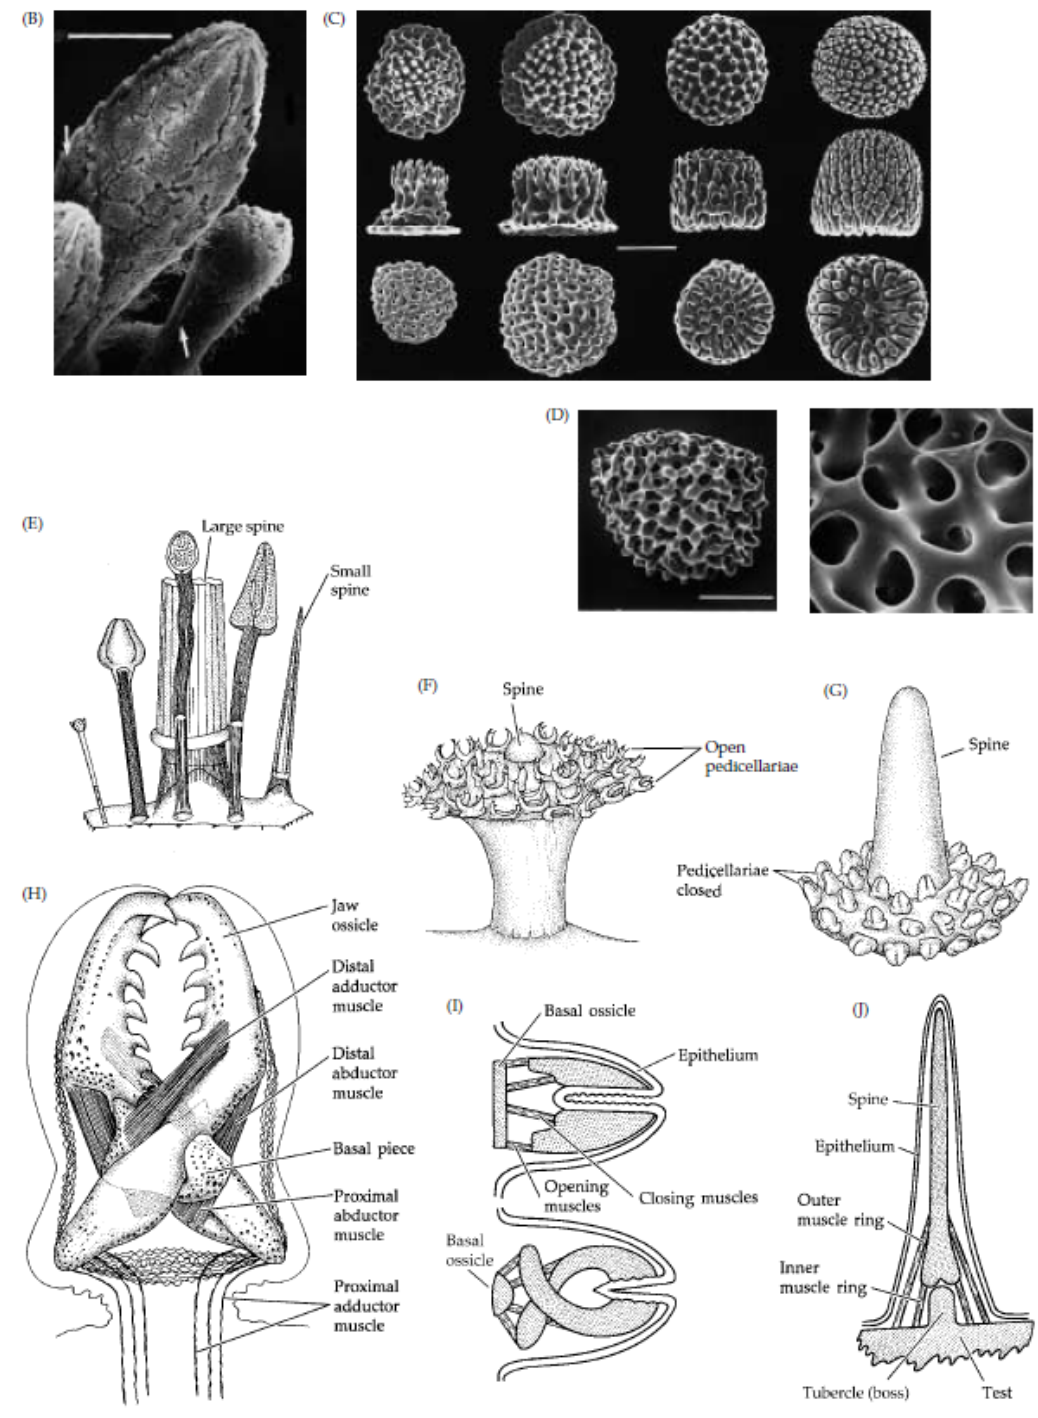 (B)
(C)
(D)
(E)
Large spine
Small
spine
(F)
Spine
Open
pedicellariae
(G)
Spine
Pedicellariae
closed
(H)
Jaw
ossicle
Distal
adductor
muscle
Distal
abductor
muscle
Basal piece
Proximal
abductor
muscle
Proximal
adductor
muscle
(I)
Basal ossicle
Epithelium
Opening
muscles
Closing muscles
Basal
ossicle
(J)
Spine
Epithelium
Outer
muscle ring
Inner
muscle ring
Tubercle (boss)
Test